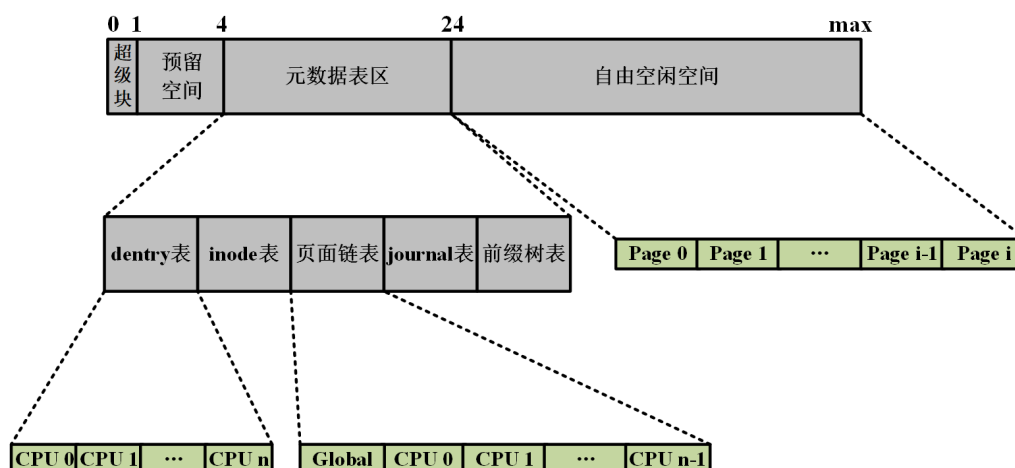 0 1 4 24 max
超级块
预留空间
元数据表区
自由空闲空间
dentry表 inode表 页面链表 journal表 前缀树表
Page 0 Page 1 ... Page i-1 Page i
CPU 0 CPU 1 ... CPU n
Global CPU 0 CPU 1 ... CPU n-1